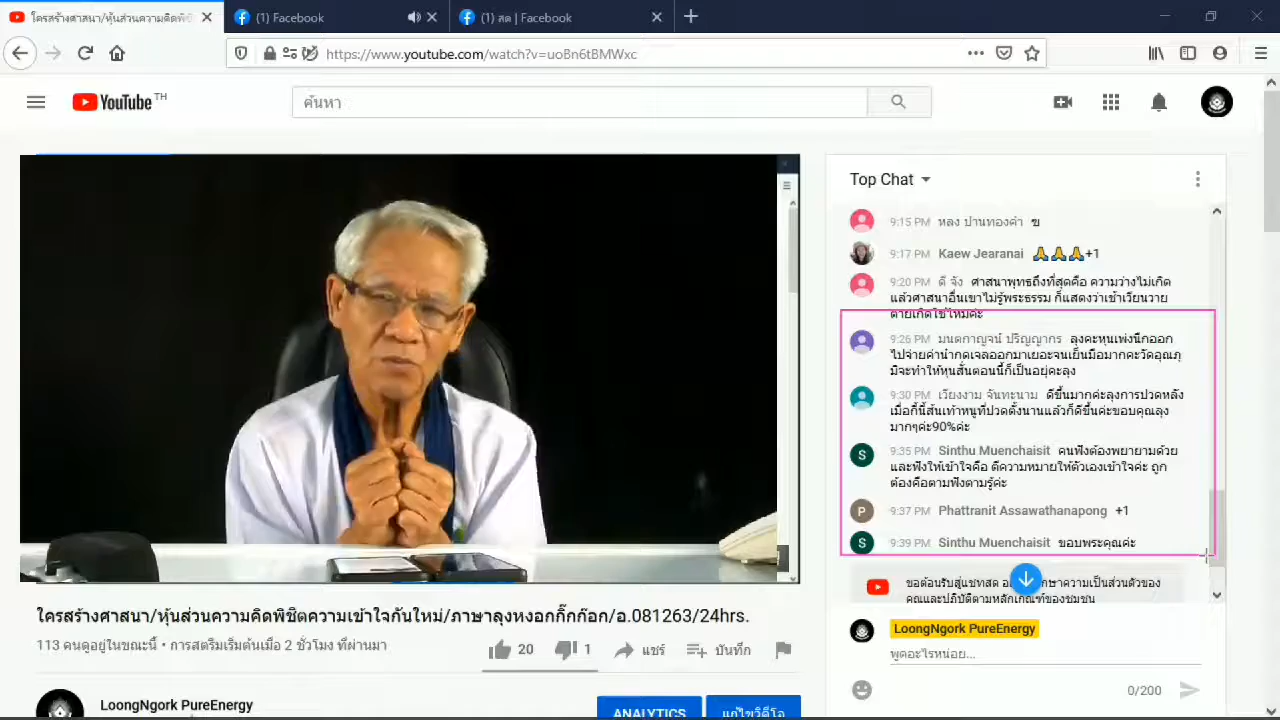 ใครสร้างศาสนา/หุ้นส่วนความคิดพิชิ
(1) Facebook
(1) สด | Facebook
https://www.youtube.com/watch?v=uoBn6tBMWxc
YouTube TH
ค้นหา
Top Chat
9:15 PM หลง ปานทองคำ ข
9:17 PM Kaew Jearanai 🙏🙏🙏+1
9:20 PM ดี จัง ศาสนาพุทธถึงที่สุดคือ ความว่างไม่เกิด
แล้วศาสนาอื่นเขาไม่รู้พระธรรม ก็แสดงว่าเช้าเวียนวาย
ตายเกิดใช่ไหมค่ะ
9:26 PM มนตกาญจน์ ปริญญากร ลุงคะหนูเพ่งนึกออก
ไปจ่ายค่าน้ำกดเจลออกมาเยอะจนเย็นมือมากคะวัดอุณภู
มิจะทำให้หนูสั่นตอนนี้ก็เป็นอยู่คะลุง
9:30 PM เวียงงาม จันทะนาม ดีขึ้นมากค่ะลุงการปวดหลัง
เมื่อกี้นี้ส้นเท้าหนูที่ปวดตั้งนานแล้วก็ดีขึ้นค่ะขอบคุณลุง
มากๆค่ะ90%ค่ะ
9:35 PM Sinthu Muenchaisit คนฟังต้องพยายามด้วย
และฟังให้เข้าใจคือ ตีความหมายให้ตัวเองเข้าใจค่ะ ถูก
ต้องคือตามฟังตามรู้ค่ะ
9:37 PM Phattranit Assawathanapong +1
9:39 PM Sinthu Muenchaisit ขอบพระคุณค่ะ
ขอต้อนรับสู่แชทสด กษาความเป็นส่วนตัวของ
คุณและปฏิบัติตามหลักเกณฑ์ของชุมชน
ใครสร้างศาสนา/หุ้นส่วนความคิดพิชิตความเข้าใจกันใหม่/ภาษาลุงหงอกกิ๊กก๊อก/อ.081263/24hrs.
113 คนดูอยู่ในขณะนี้ • การสตรีมเริ่มต้นเมื่อ 2 ชั่วโมง ที่ผ่านมา
20
1
แชร์
บันทึก
LoongNgork PureEnergy
พูดอะไรหน่อย...
0/200
LoongNgork PureEnergy
ANALYTICS
แก้ไขวิดีโอ